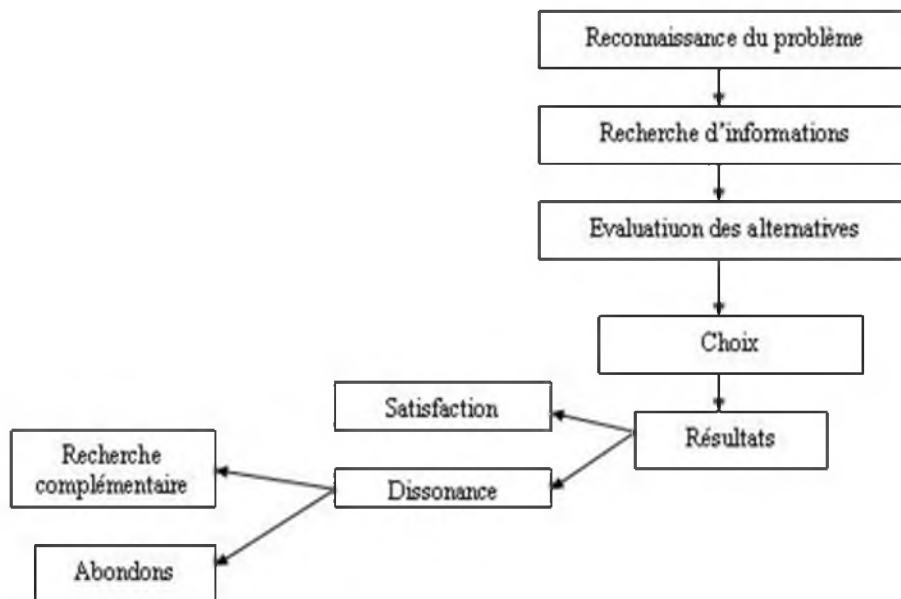 Reconnaissance du problème
Recherche d'informations
Evaluatiuon des alternatives
Choix
Résultats
Satisfaction
Dissonance
Recherche
complémentaire
Abondons